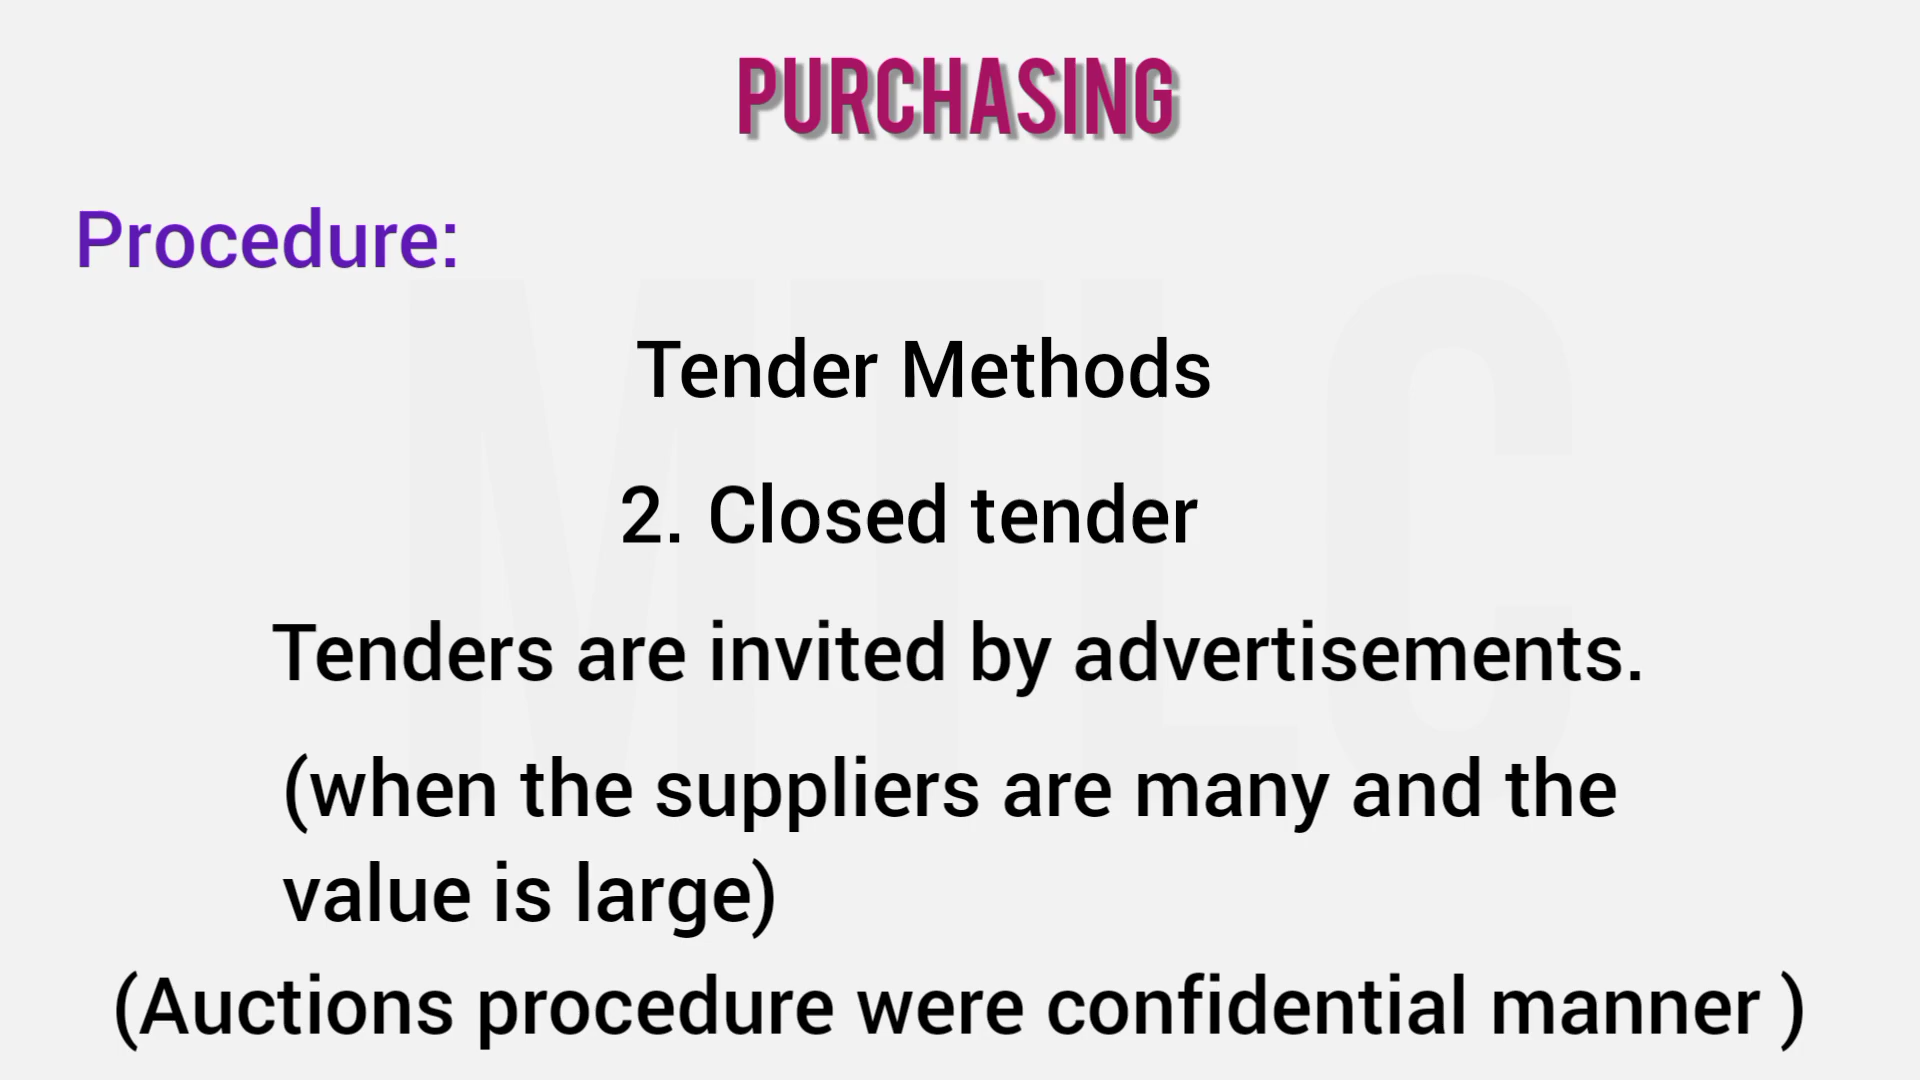 PURCHASING
Procedure:
MTLC
Tender Methods
2. Closed tender
Tenders are invited by advertisements.
(when the suppliers are many and the
value is large)
(Auctions procedure were confidential manner )